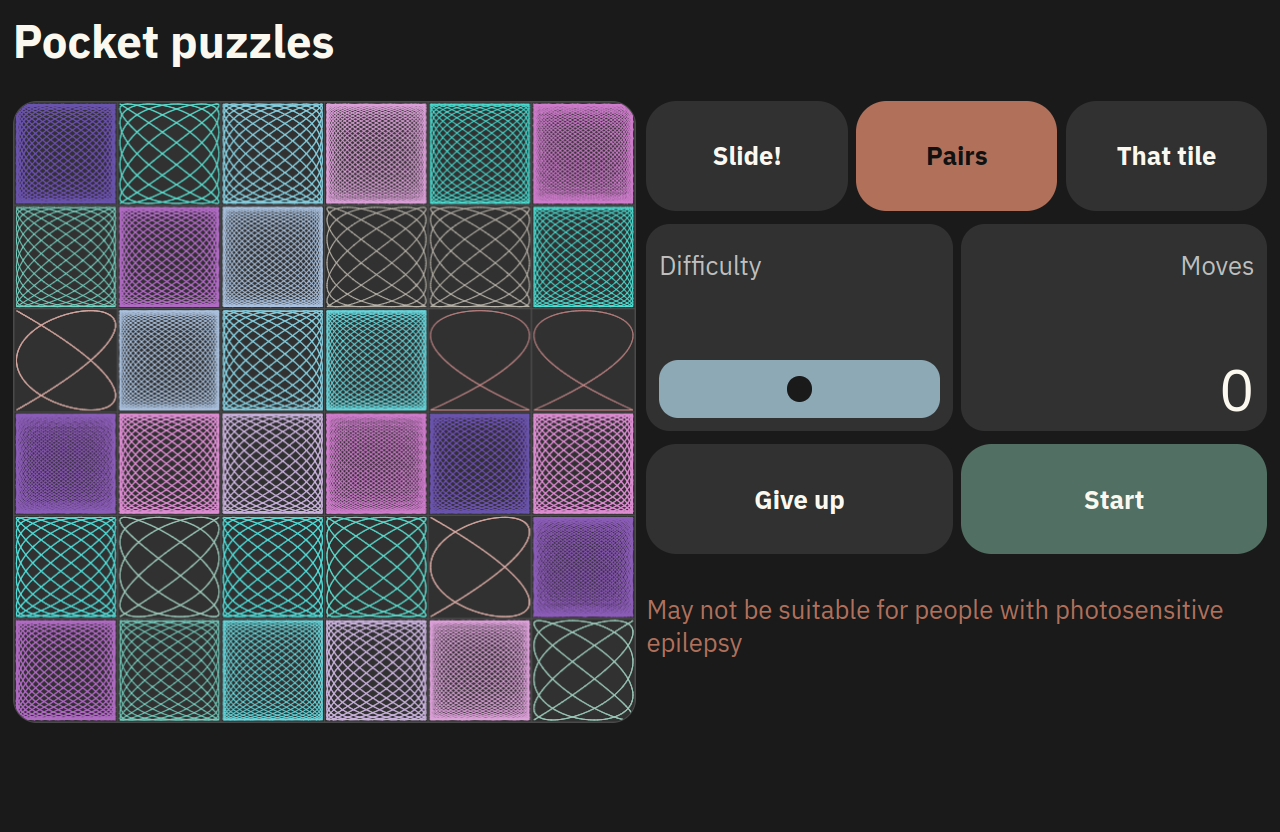 Pocket puzzles
Slide!
Pairs
That tile
Difficulty
Moves
0
Give up
Start
May not be suitable for people with photosensitive
epilepsy